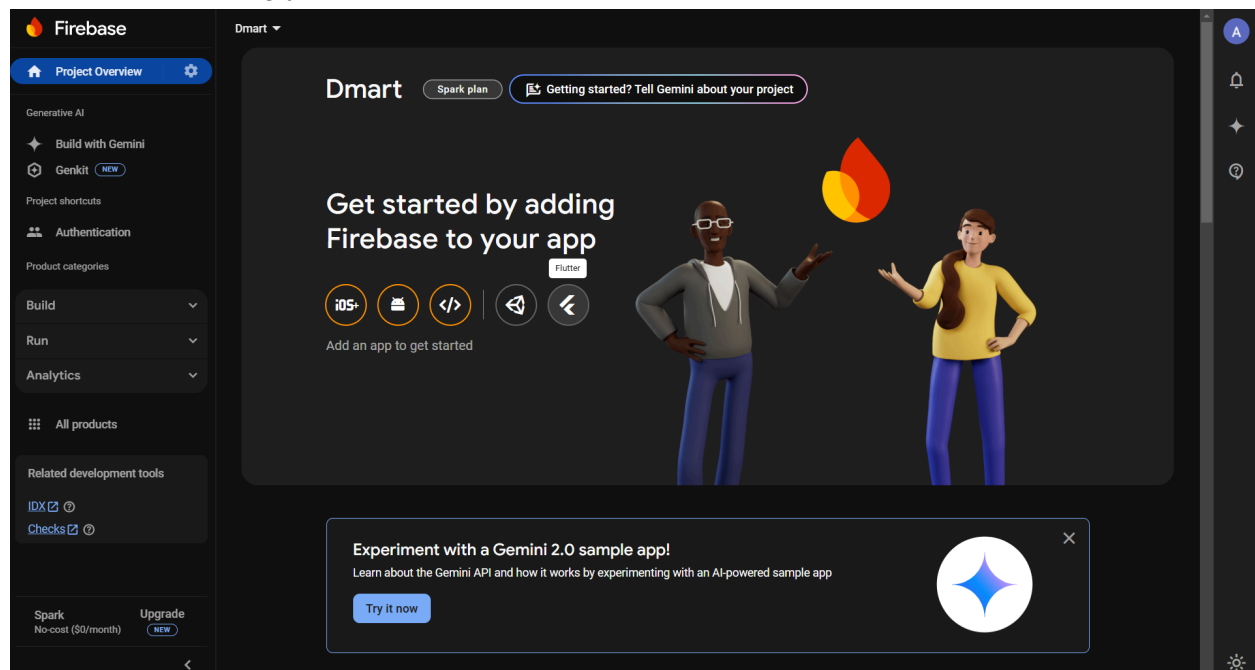 Firebase
Project Overview
Generative AI
Build with Gemini
Genkit NEW
Project shortcuts
Authentication
Product categories
Build
Run
Analytics
All products
Related development tools
IDX
Checks
Spark
No-cost ($0/month)
Upgrade
NEW
Dmart
Dmart
Spark plan
Getting started? Tell Gemini about your project
Get started by adding
Firebase to your app
Flutter
iOS+
Add an app to get started
Experiment with a Gemini 2.0 sample app!
Learn about the Gemini API and how it works by experimenting with an AI-powered sample app
Try it now
A